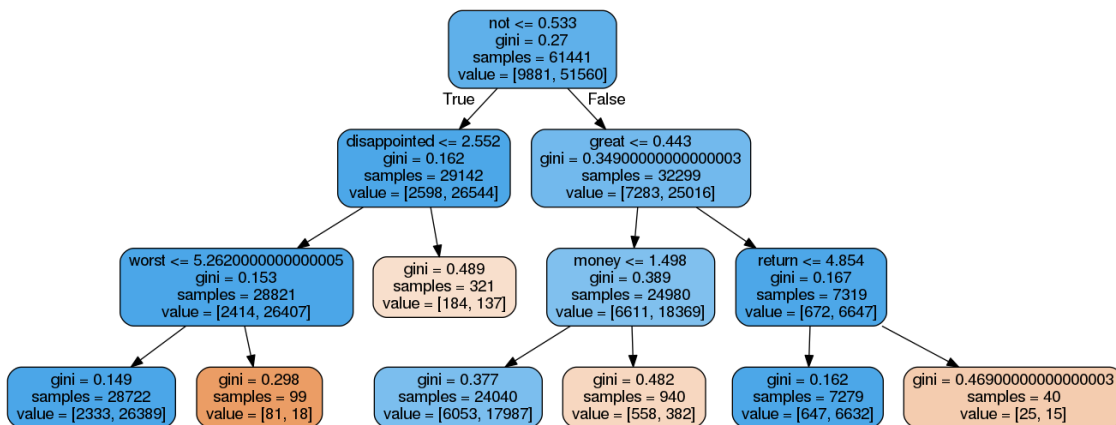 not <= 0.533
gini = 0.27
samples = 61441
value = [9881, 51560]
True
False
disappointed <= 2.552
gini = 0.162
samples = 29142
value = [2598, 26544]
great <= 0.443
gini = 0.34900000000000003
samples = 32299
value = [7283, 25016]
worst <= 5.2620000000000005
gini = 0.153
samples = 28821
value = [2414, 26407]
gini = 0.489
samples = 321
value = [184, 137]
money <= 1.498
gini = 0.389
samples = 24980
value = [6611, 18369]
return <= 4.854
gini = 0.167
samples = 7319
value = [672, 6647]
gini = 0.149
samples = 28722
value = [2333, 26389]
gini = 0.298
samples = 99
value = [81, 18]
gini = 0.377
samples = 24040
value = [6053, 17987]
gini = 0.482
samples = 940
value = [558, 382]
gini = 0.162
samples = 7279
value = [647, 6632]
gini = 0.46900000000000003
samples = 40
value = [25, 15]